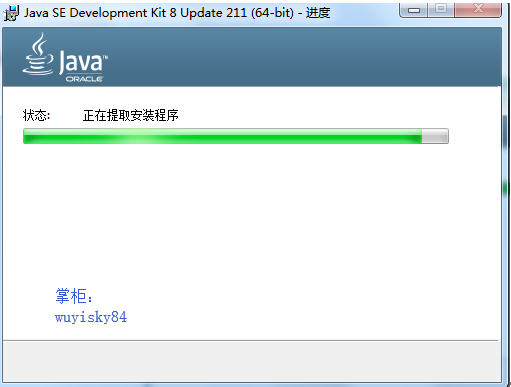 Java SE Development Kit 8 Update 211 (64-bit) - 进度
Java™
ORACLE
状态: 正在提取安装程序
掌柜:
wuyisky84